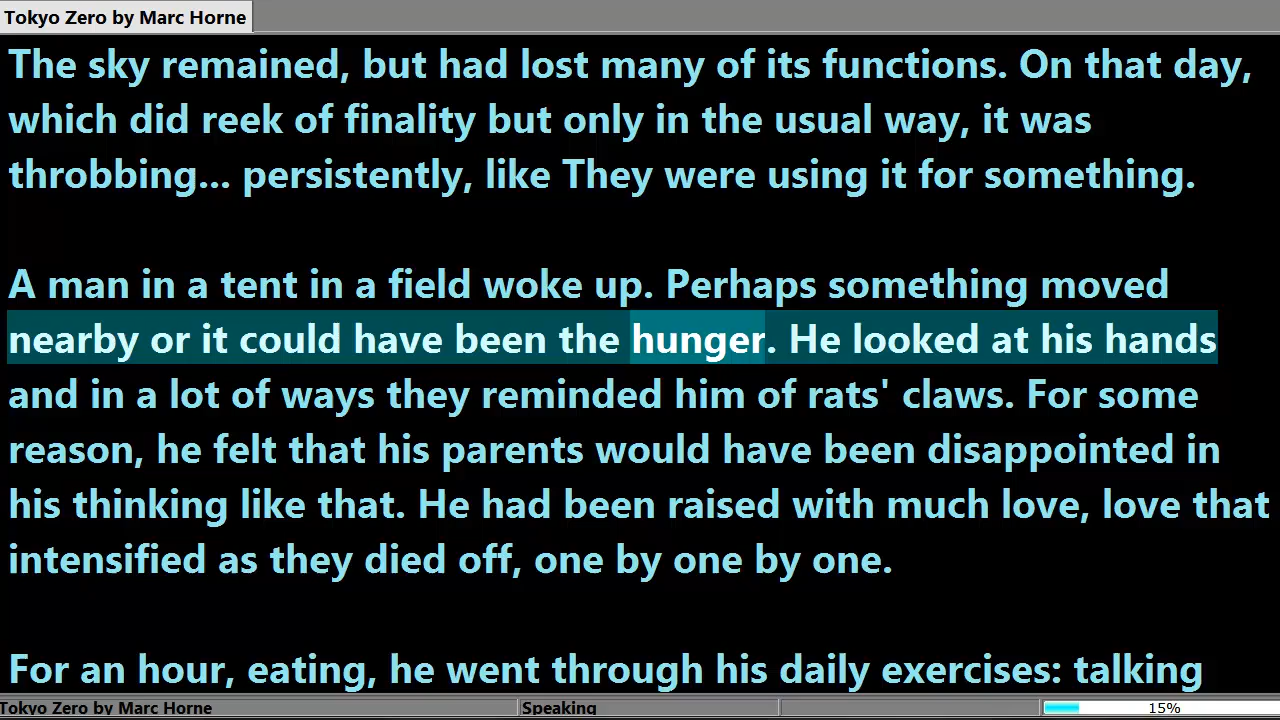 Tokyo Zero by Marc Horne
The sky remained, but had lost many of its functions. On that day,
which did reek of finality but only in the usual way, it was
throbbing... persistently, like They were using it for something.
A man in a tent in a field woke up. Perhaps something moved
nearby or it could have been the hunger. He looked at his hands
and in a lot of ways they reminded him of rats' claws. For some
reason, he felt that his parents would have been disappointed in
his thinking like that. He had been raised with much love, love that
intensified as they died off, one by one by one.
For an hour, eating, he went through his daily exercises: talking
Tokyo Zero by Marc Horne Speaking 15%